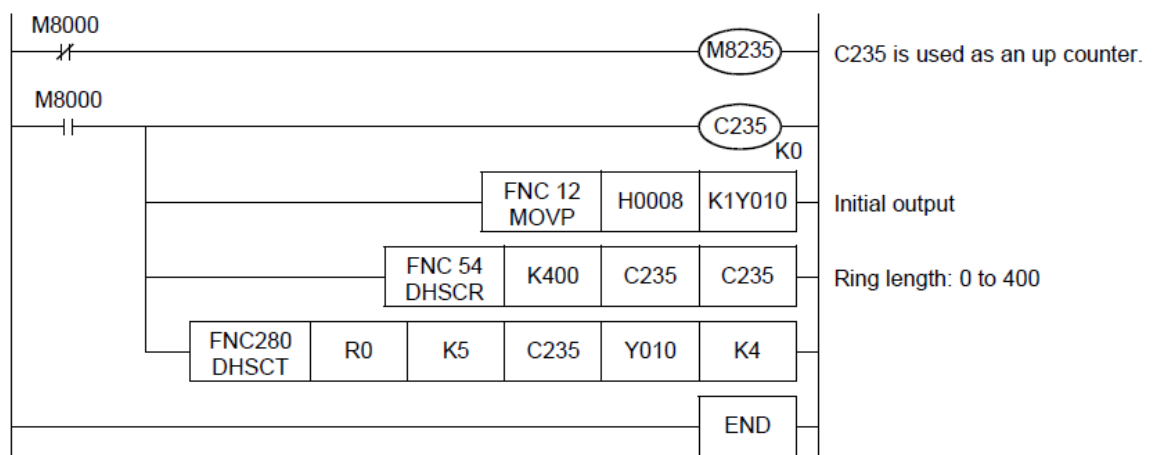 M8000
M8235
C235 is used as an up counter.
M8000
C235
K0
FNC 12 MOVP H0008 K1Y010
Initial output
FNC 54 DHSCR K400 C235 C235
Ring length: 0 to 400
FNC280 DHSCT R0 K5 C235 Y010 K4
END